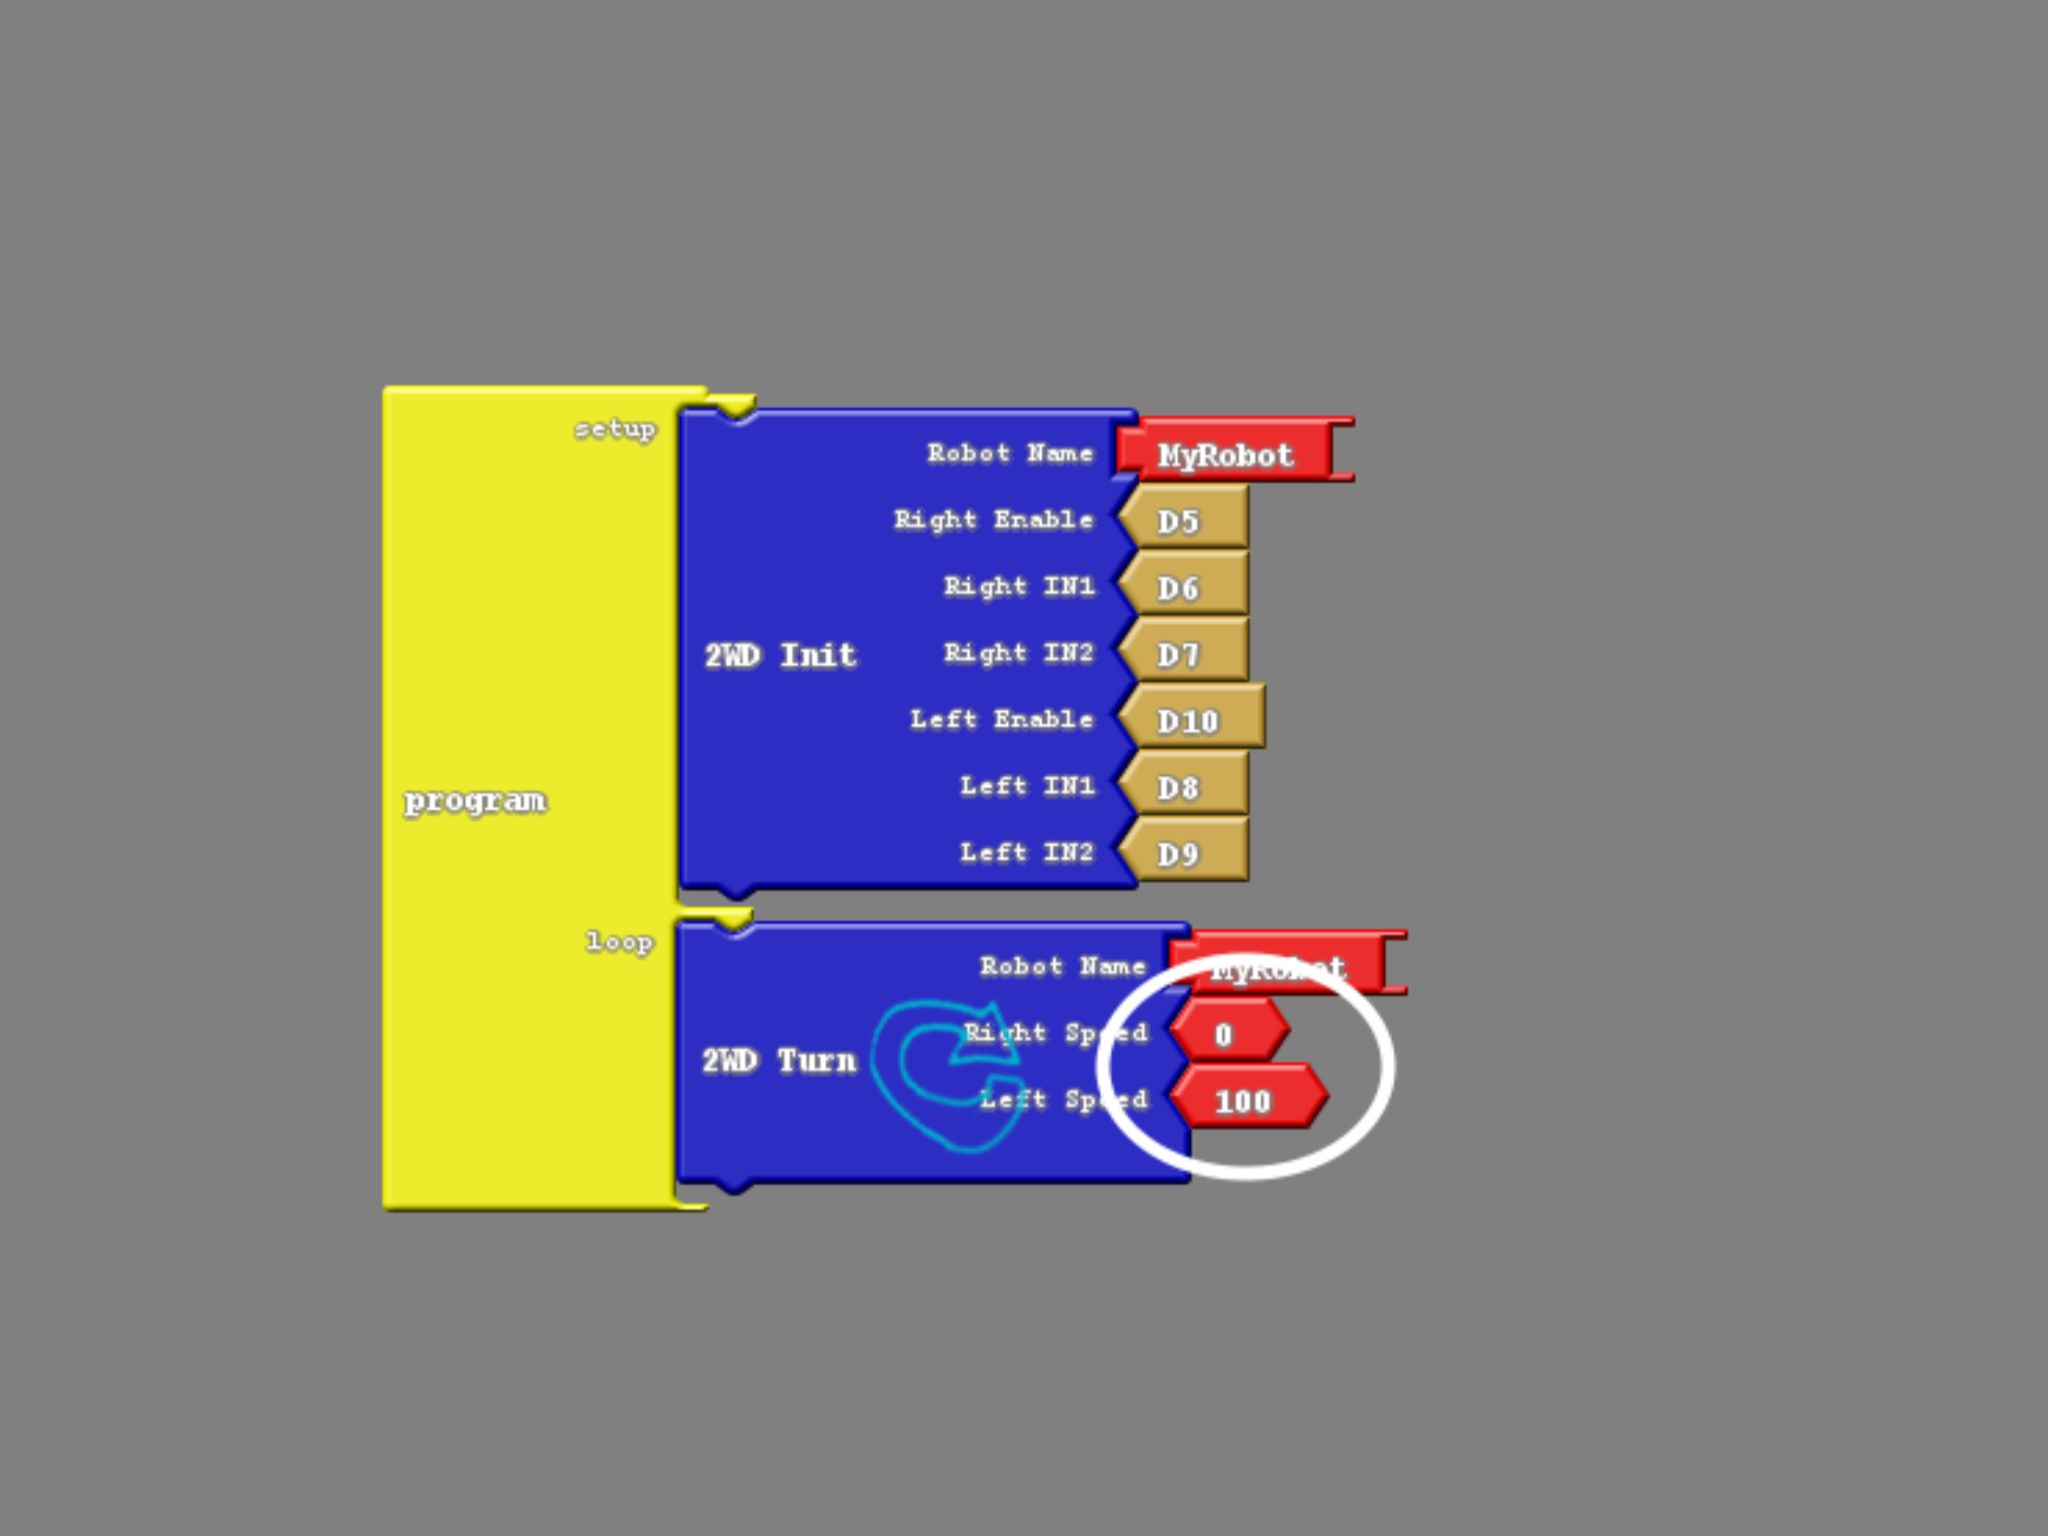 setup
Robot Name MyRobot
Right Enable D5
Right IN1 D6
2WD Init Right IN2 D7
Left Enable D10
Left IN1 D8
program
Left IN2 D9
loop
Robot Name MyRobot
Right Speed 0
2WD Turn
Left Speed 100